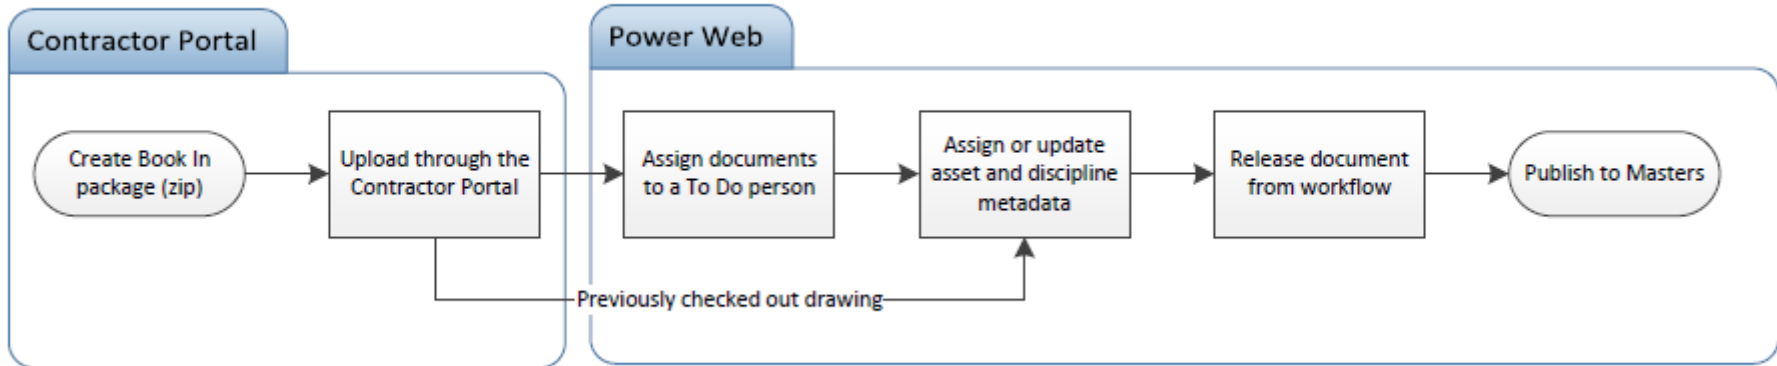 Contractor Portal
Power Web
Create Book In
package (zip)
Upload through the
Contractor Portal
Assign documents
to a To Do person
Assign or update
asset and discipline
metadata
Release document
from workflow
Publish to Masters
Previously checked out drawing